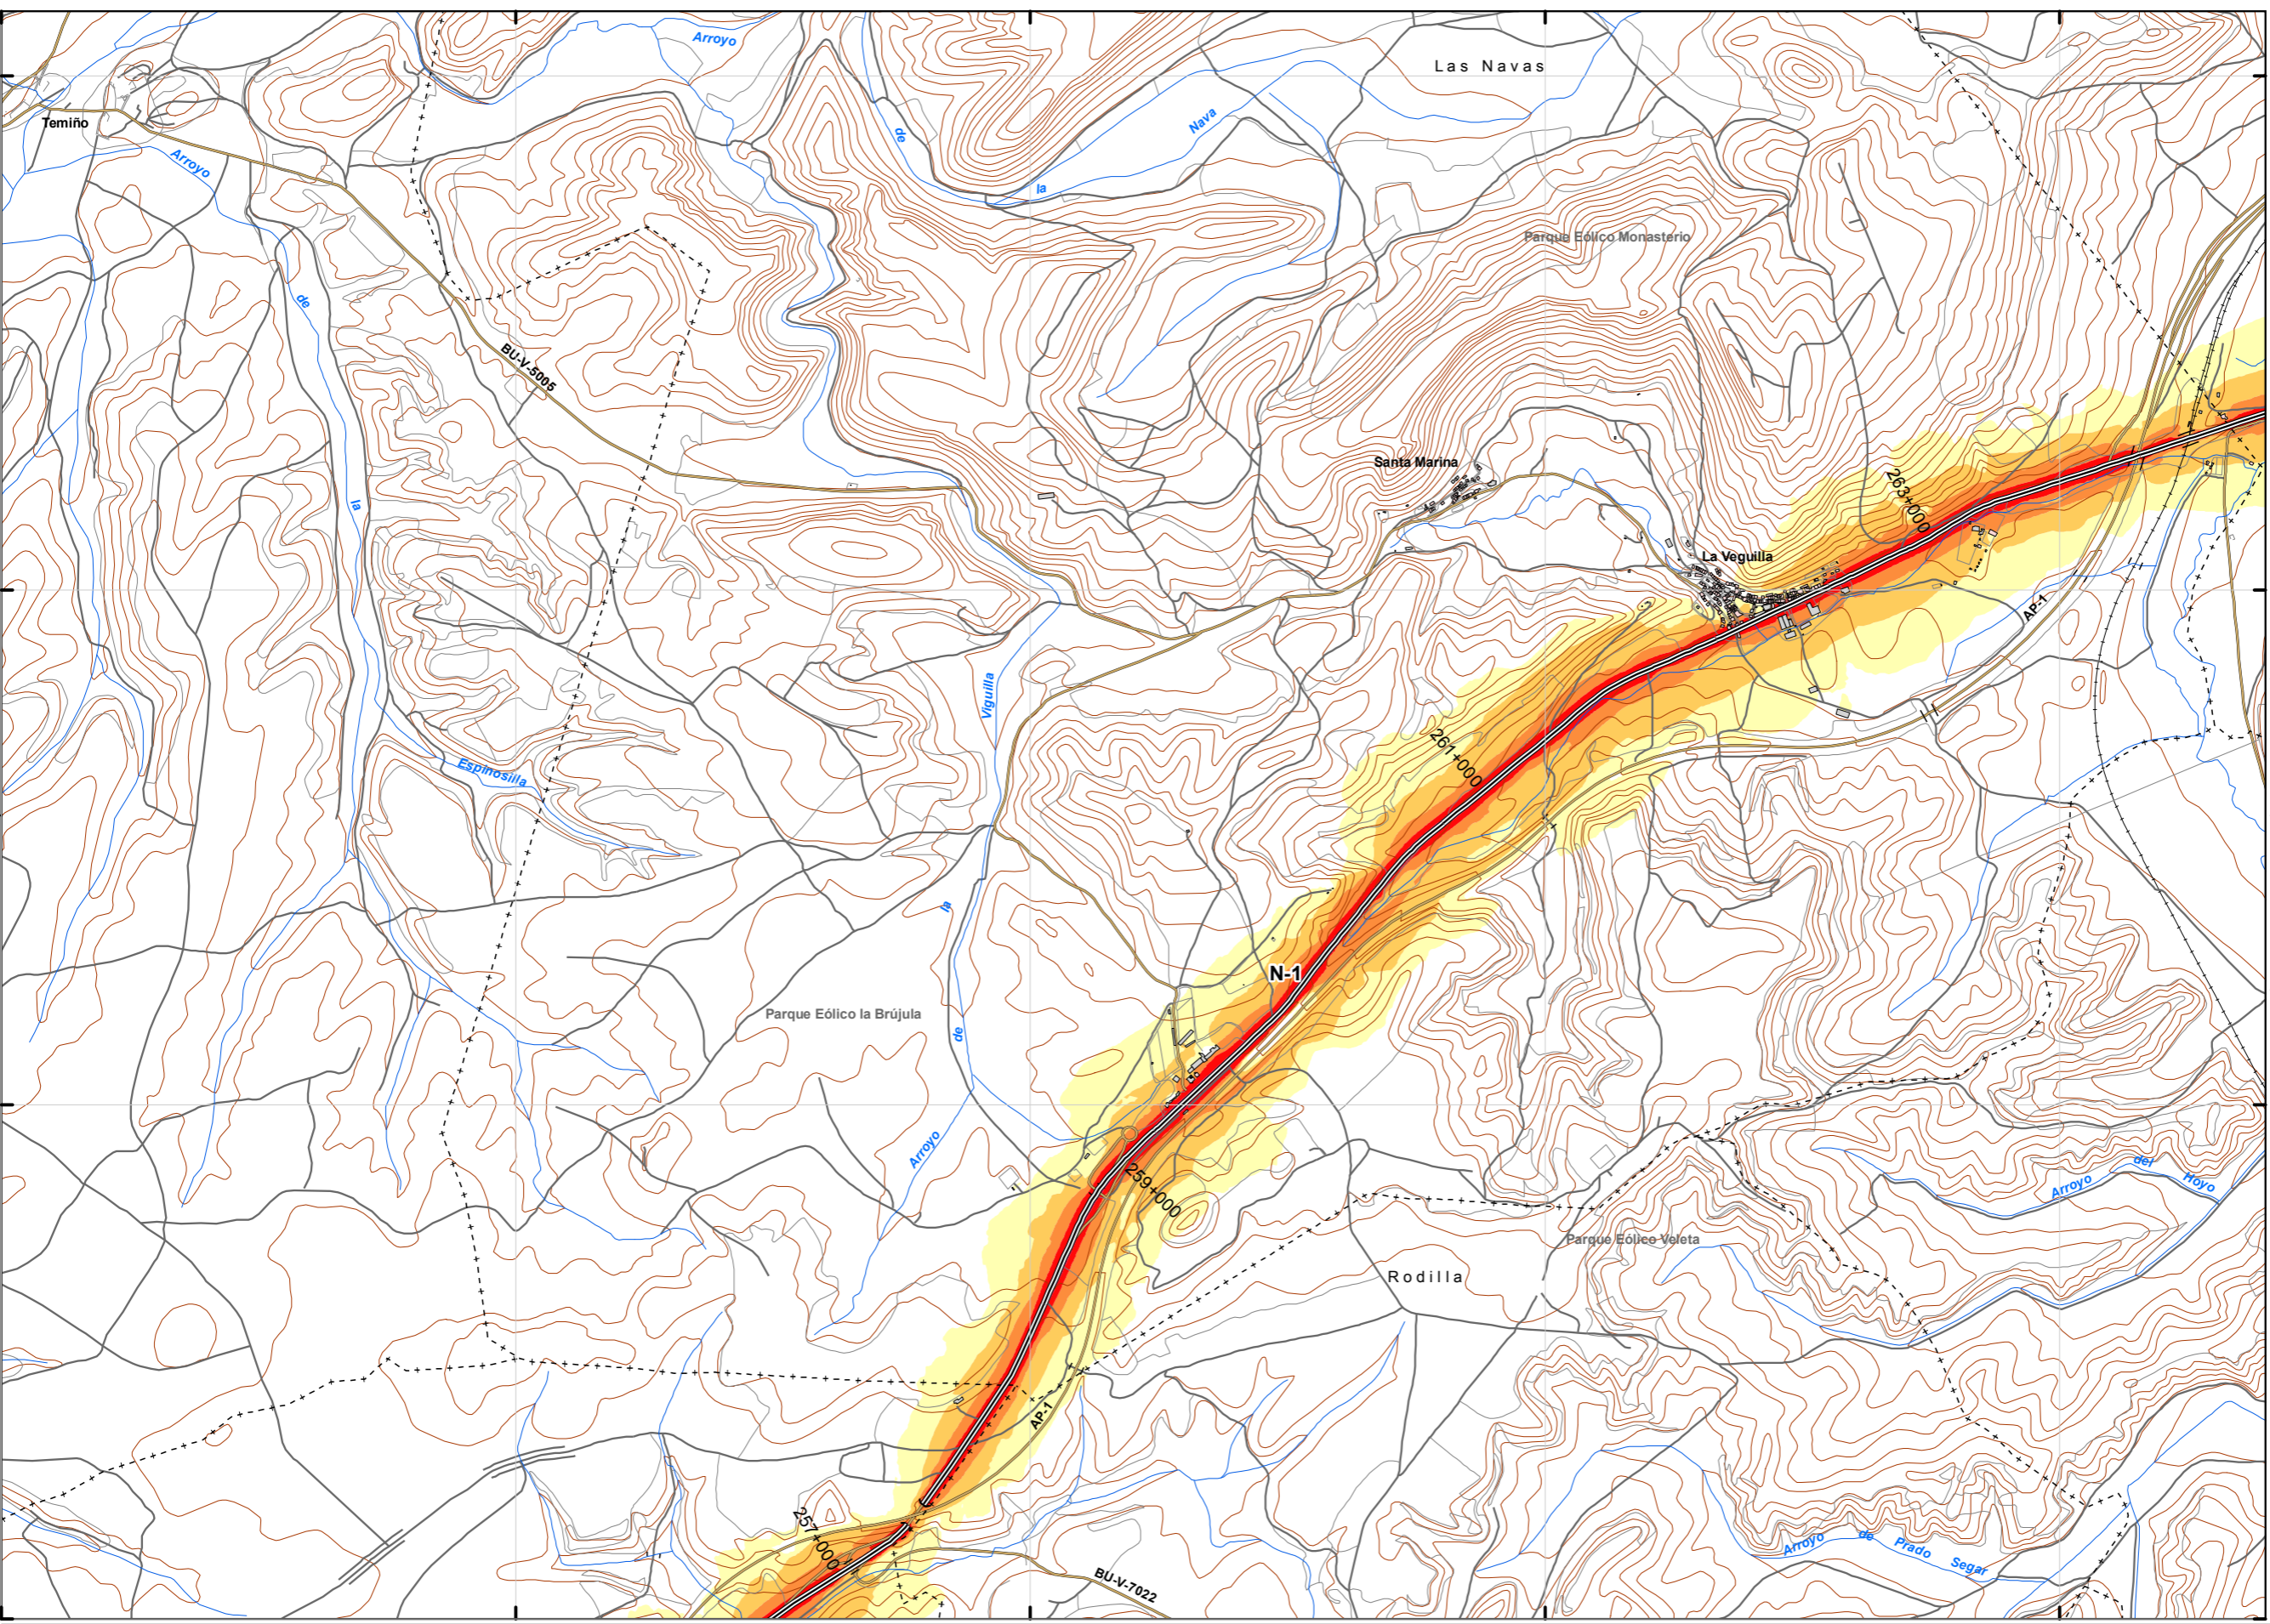 Arroyo
Las Navas
Temiño
de
Nava
Arroyo
la
Parque Eólico Monasterio
de
BU-V-5005
Santa Marina
263+000
la
La Veguilla
AP-1
Viguilla
261+000
Espinosilla
la
N-1
Parque Eólico la Brújula
de
Arroyo
259+000
del
Arroyo
Hoyo
Parque Eólico Veleta
Rodilla
AP-1
257+000
Arroyo
de
Prado
Segar
BU-V-7022